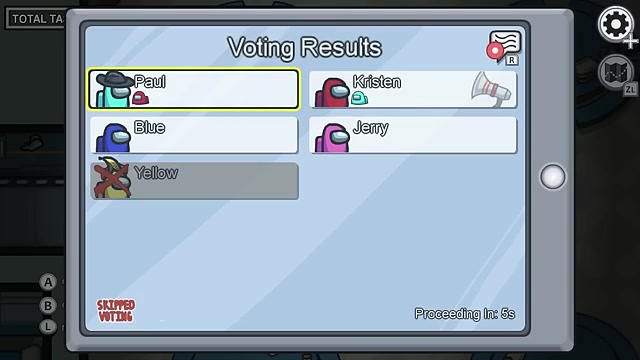 TOTAL TA
Voting Results
R
Paul
Kristen
ZL
Blue
Jerry
Yellow
A
B
L
SKIPPED
VOTING
Proceeding In: 5s